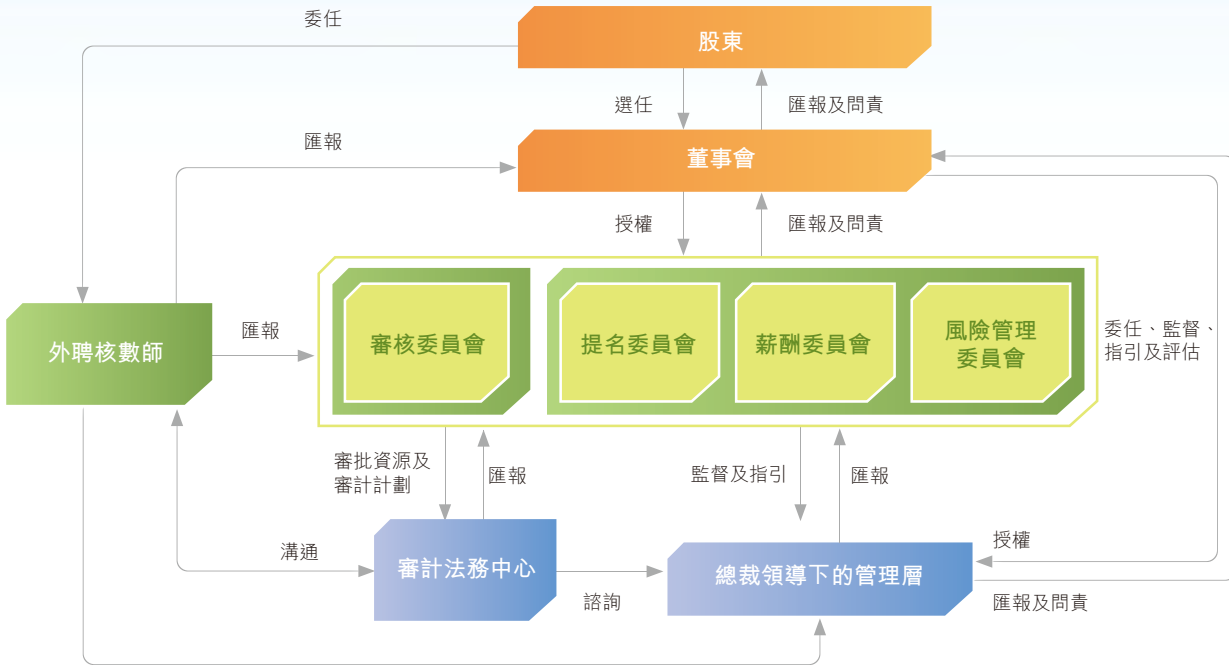 委任
股東
選任
匯報及問責
匯報
董事會
授權
匯報及問責
外聘核數師
匯報
審核委員會
提名委員會
薪酬委員會
風險管理
委員會
委任、監督、
指引及評估
審批資源及
審計計劃
匯報
監督及指引
匯報
溝通
審計法務中心
諮詢
總裁領導下的管理層
授權
匯報及問責